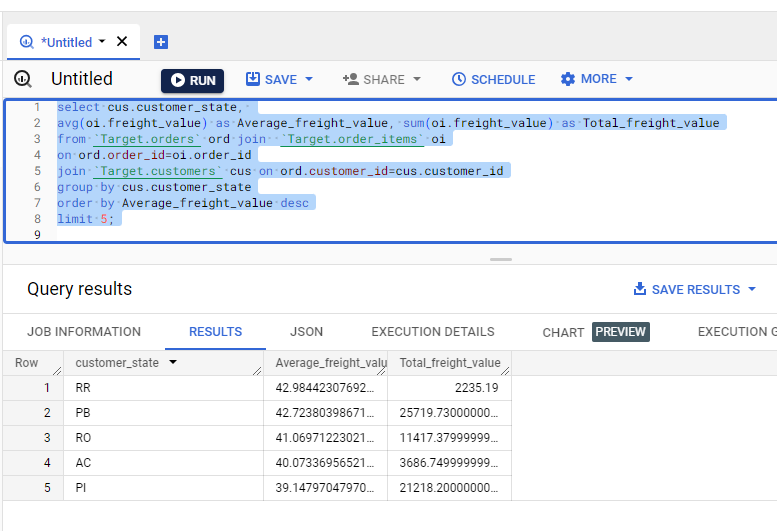 *Untitled
Untitled RUN SAVE SHARE SCHEDULE MORE
1 select cus.customer_state,
2 avg(oi.freight_value) as Average_freight_value, sum(oi.freight_value) as Total_freight_value
3 from `Target.orders` ord join `Target.order_items` oi
4 on ord.order_id=oi.order_id
5 join `Target.customers` cus on ord.customer_id=cus.customer_id
6 group by cus.customer_state
7 order by Average_freight_value desc
8 limit 5;
9
Query results SAVE RESULTS
JOB INFORMATION RESULTS JSON EXECUTION DETAILS CHART PREVIEW EXECUTION G
Row customer_state Average_freight_valu Total_freight_value
1 RR 42.98442307692... 2235.19
2 PB 42.72380398671... 25719.73000000...
3 RO 41.06971223021... 11417.37999999...
4 AC 40.07336956521... 3686.749999999...
5 PI 39.14797047970... 21218.20000000...